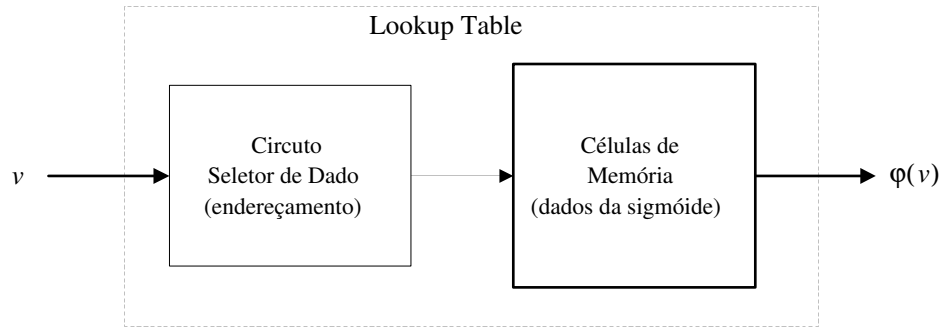 Lookup Table
Circuto
Seletor de Dado
(endereçamento)
Células de
Memória
(dados da sigmóide)
v
φ(v)